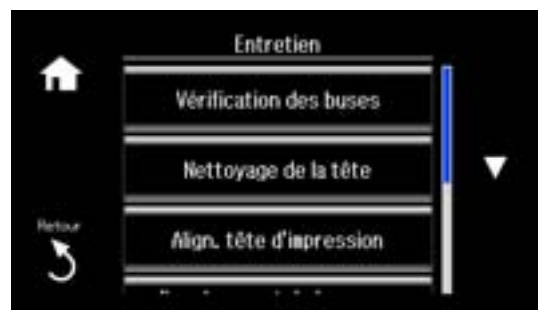 Entretien
Vérification des buses
Nettoyage de la tête
Retour
Align. tête d'impression